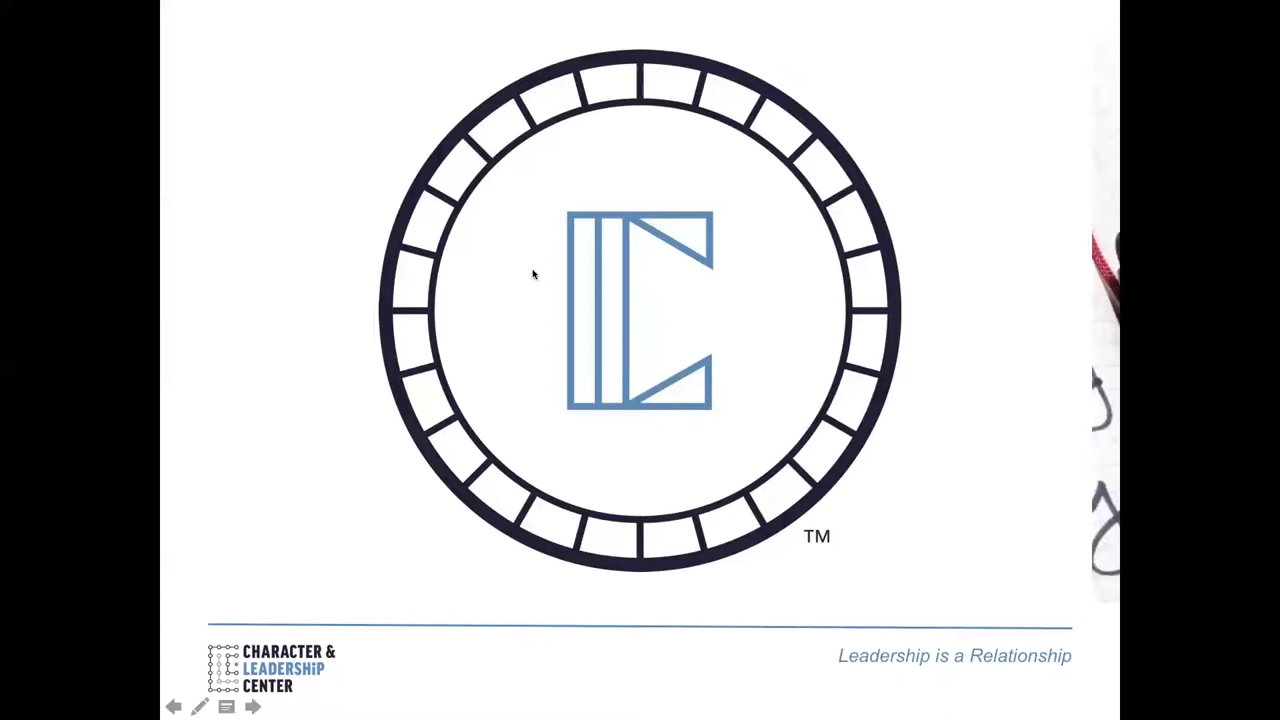 TM
CHARACTER &
LEADERSHiP
CENTER
Leadership is a Relationship